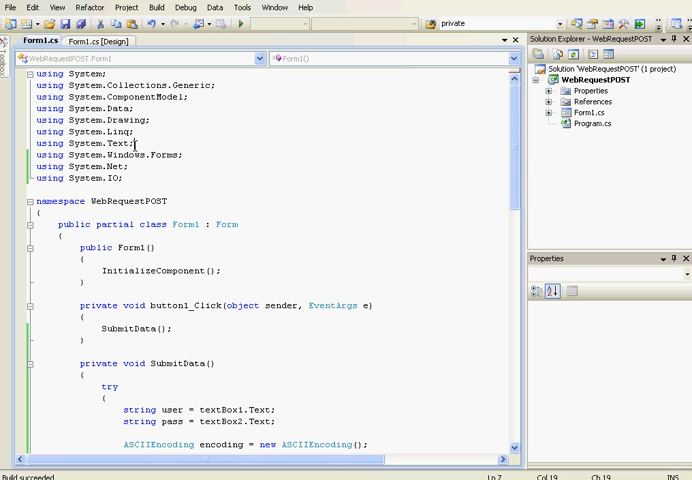 File Edit View Refactor Project Build Debug Data Tools Window Help
private
Form1.cs Form1.cs [Design]
Solution Explorer - WebRequestPOST
Toolbox
WebRequestPOST.Form1 Form1()
Solution 'WebRequestPOST' (1 project)
WebRequestPOST
Properties
References
Form1.cs
Program.cs
using System;
using System.Collections.Generic;
using System.ComponentModel;
using System.Data;
using System.Drawing;
using System.Linq;
using System.Text;
using System.Windows.Forms;
using System.Net;
using System.IO;
namespace WebRequestPOST
{
public partial class Form1 : Form
{
public Form1()
{
InitializeComponent();
}
private void button1_Click(object sender, EventArgs e)
{
SubmitData();
}
private void SubmitData()
{
try
{
string user = textBox1.Text;
string pass = textBox2.Text;
ASCIIEncoding encoding = new ASCIIEncoding();
Properties
Build succeeded Ln 7 Col 19 Ch 19 INS